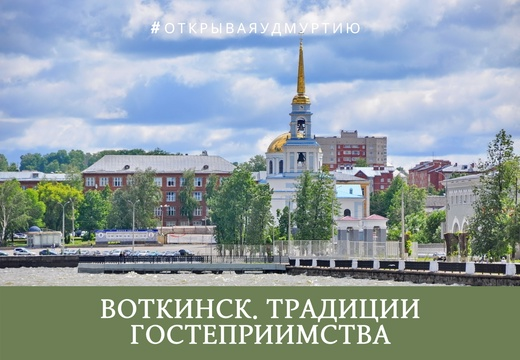 #ОТКРЫВАЯУДМУРТИЮ
ВОТКИНСК. ТРАДИЦИИ
ГОСТЕПРИИМСТВА